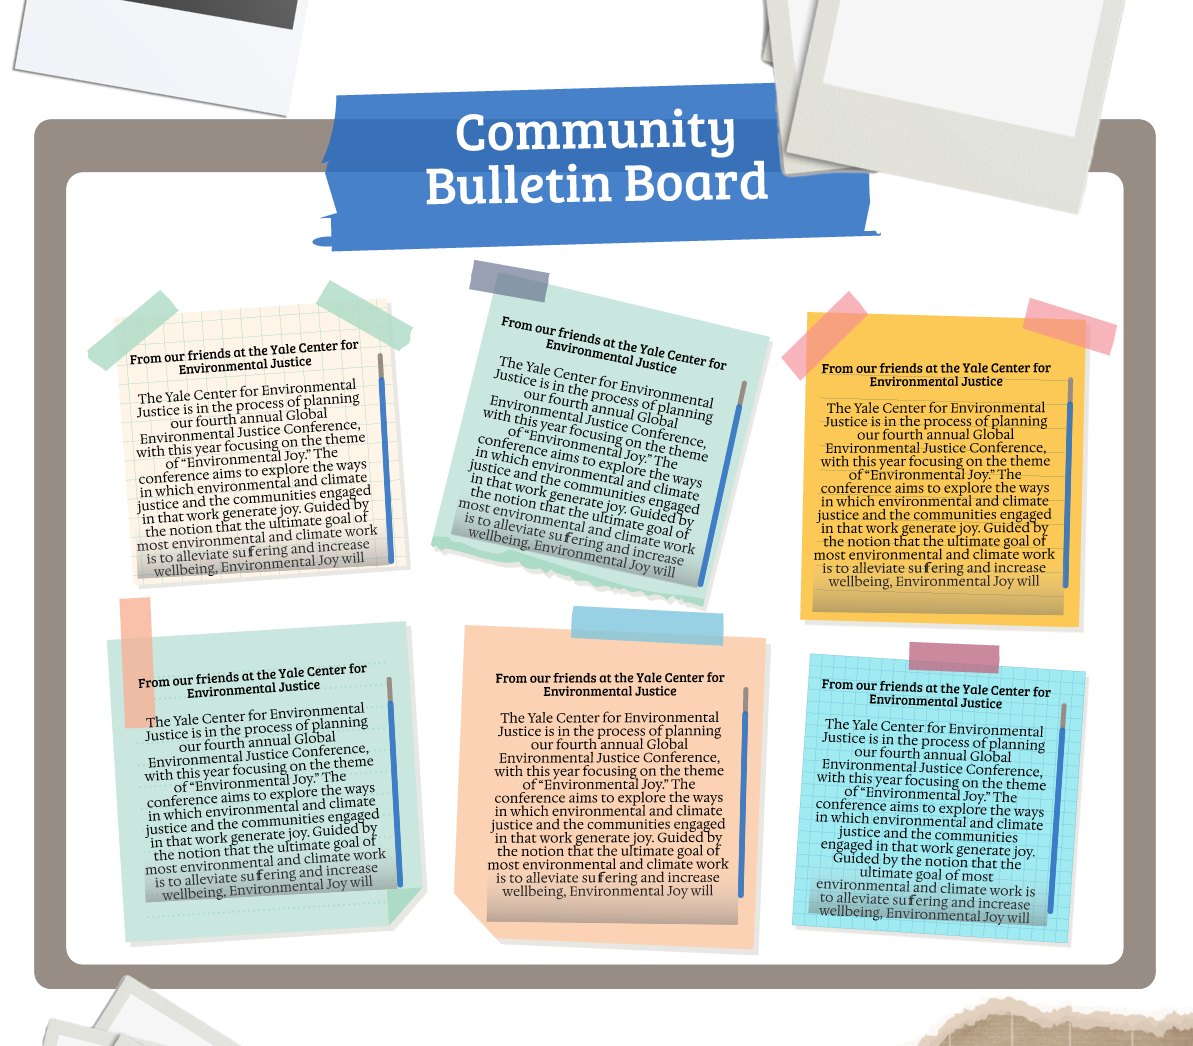 Community
Bulletin Board
From our friends at the Yale Center for
Environmental Justice
The Yale Center for Environmental
Justice is in the process of planning
our fourth annual Global
Environmental Justice Conference,
with this year focusing on the theme
of “Environmental Joy.” The
conference aims to explore the ways
in which environmental and climate
justice and the communities engaged
in that work generate joy. Guided by
the notion that the ultimate goal of
most environmental and climate work
is to alleviate suffering and increase
wellbeing, Environmental Joy will
From our friends at the Yale Center for
Environmental Justice
The Yale Center for Environmental
Justice is in the process of planning
our fourth annual Global
Environmental Justice Conference,
with this year focusing on the theme
of “Environmental Joy.” The
conference aims to explore the ways
in which environmental and climate
justice and the communities engaged
in that work generate joy. Guided by
the notion that the ultimate goal of
most environmental and climate work
is to alleviate suffering and increase
wellbeing, Environmental Joy will
From our friends at the Yale Center for
Environmental Justice
The Yale Center for Environmental
Justice is in the process of planning
our fourth annual Global
Environmental Justice Conference,
with this year focusing on the theme
of “Environmental Joy.” The
conference aims to explore the ways
in which environmental and climate
justice and the communities engaged
in that work generate joy. Guided by
the notion that the ultimate goal of
most environmental and climate work
is to alleviate suffering and increase
wellbeing, Environmental Joy will
From our friends at the Yale Center for
Environmental Justice
The Yale Center for Environmental
Justice is in the process of planning
our fourth annual Global
Environmental Justice Conference,
with this year focusing on the theme
of “Environmental Joy.” The
conference aims to explore the ways
in which environmental and climate
justice and the communities engaged
in that work generate joy. Guided by
the notion that the ultimate goal of
most environmental and climate work
is to alleviate suffering and increase
wellbeing, Environmental Joy will
From our friends at the Yale Center for
Environmental Justice
The Yale Center for Environmental
Justice is in the process of planning
our fourth annual Global
Environmental Justice Conference,
with this year focusing on the theme
of “Environmental Joy.” The
conference aims to explore the ways
in which environmental and climate
justice and the communities engaged
in that work generate joy. Guided by
the notion that the ultimate goal of
most environmental and climate work
is to alleviate suffering and increase
wellbeing, Environmental Joy will
From our friends at the Yale Center for
Environmental Justice
The Yale Center for Environmental
Justice is in the process of planning
our fourth annual Global
Environmental Justice Conference,
with this year focusing on the theme
of “Environmental Joy.” The
conference aims to explore the ways
in which environmental and climate
justice and the communities
engaged in that work generate joy.
Guided by the notion that the
ultimate goal of most
environmental and climate work is
to alleviate suffering and increase
wellbeing, Environmental Joy will